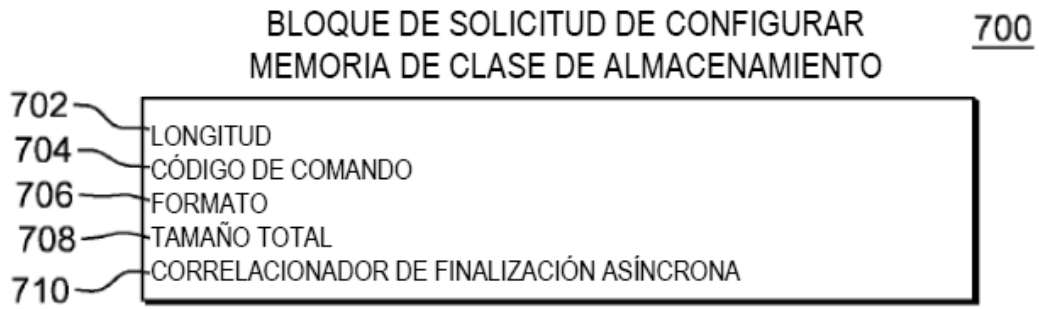 BLOQUE DE SOLICITUD DE CONFIGURAR 700
MEMORIA DE CLASE DE ALMACENAMIENTO
702 LONGITUD
704 CÓDIGO DE COMANDO
706 FORMATO
708 TAMAÑO TOTAL
710 CORRELACIONADOR DE FINALIZACIÓN ASÍNCRONA